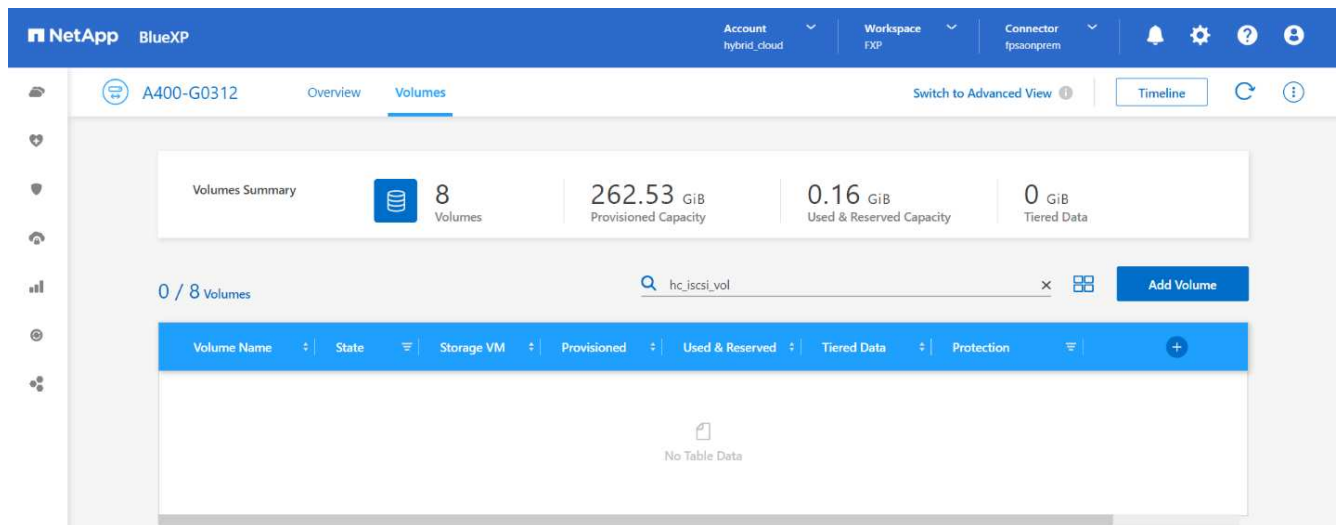 NetApp BlueXP
Account
hybrid_cloud
Workspace
FXP
Connector
fpsaonprem
A400-G0312
Overview
Volumes
Switch to Advanced View
Timeline
Volumes Summary
8
Volumes
262.53 GiB
Provisioned Capacity
0.16 GiB
Used & Reserved Capacity
0 GiB
Tiered Data
0 / 8 Volumes
hc_iscsi_vol
Add Volume
Volume Name State Storage VM Provisioned Used & Reserved Tiered Data Protection
No Table Data